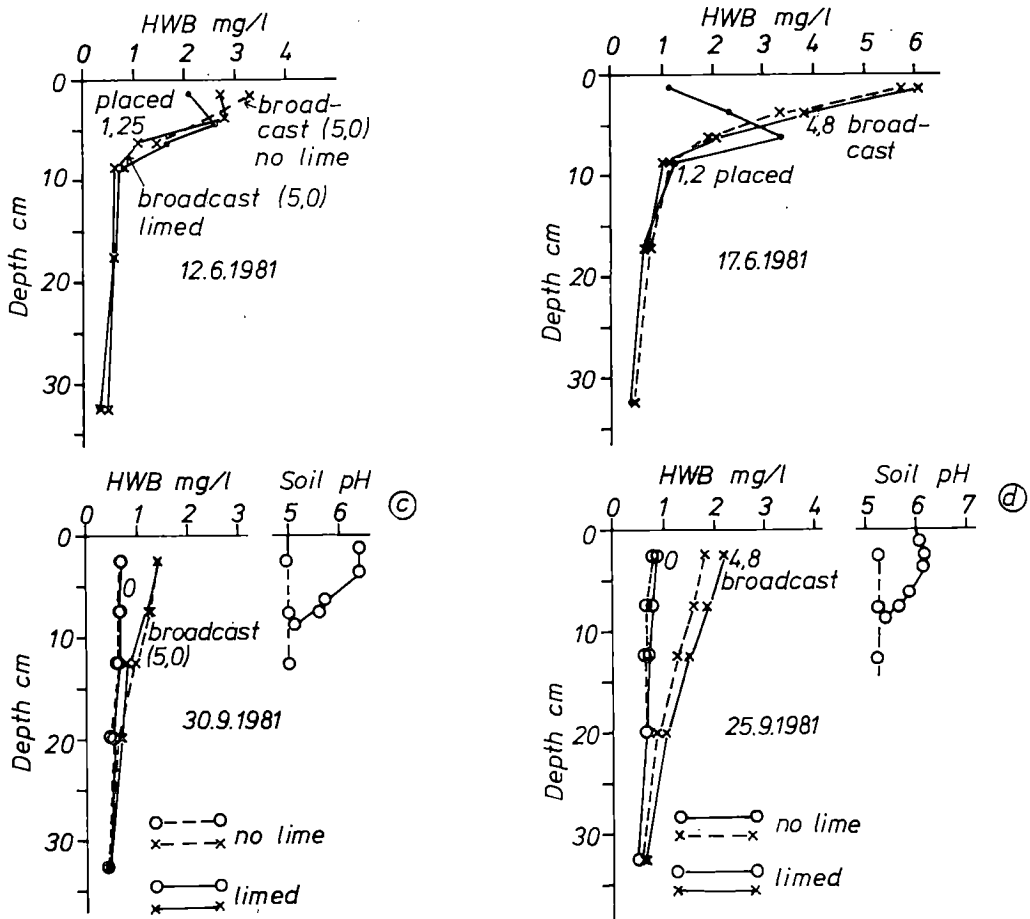 HWB mg/l
0 1 2 3 4
0
10
20
30
Depth cm
placed
1,25
broad-
cast (5,0)
no lime
broadcast (5,0)
limed
12.6.1981
HWB mg/l
0 1 2 3 4 5 6
0
10
20
30
Depth cm
4,8 broad-
cast
1,2 placed
17.6.1981
HWB mg/l
0 1 2 3
Soil pH
5 6
c
0
10
20
30
Depth cm
0
broadcast
(5,0)
30.9.1981
no lime
limed
HWB mg/l
0 1 2 3 4
Soil pH
5 6 7
d
0
10
20
30
Depth cm
0
4,8
broadcast
25.9.1981
no lime
limed